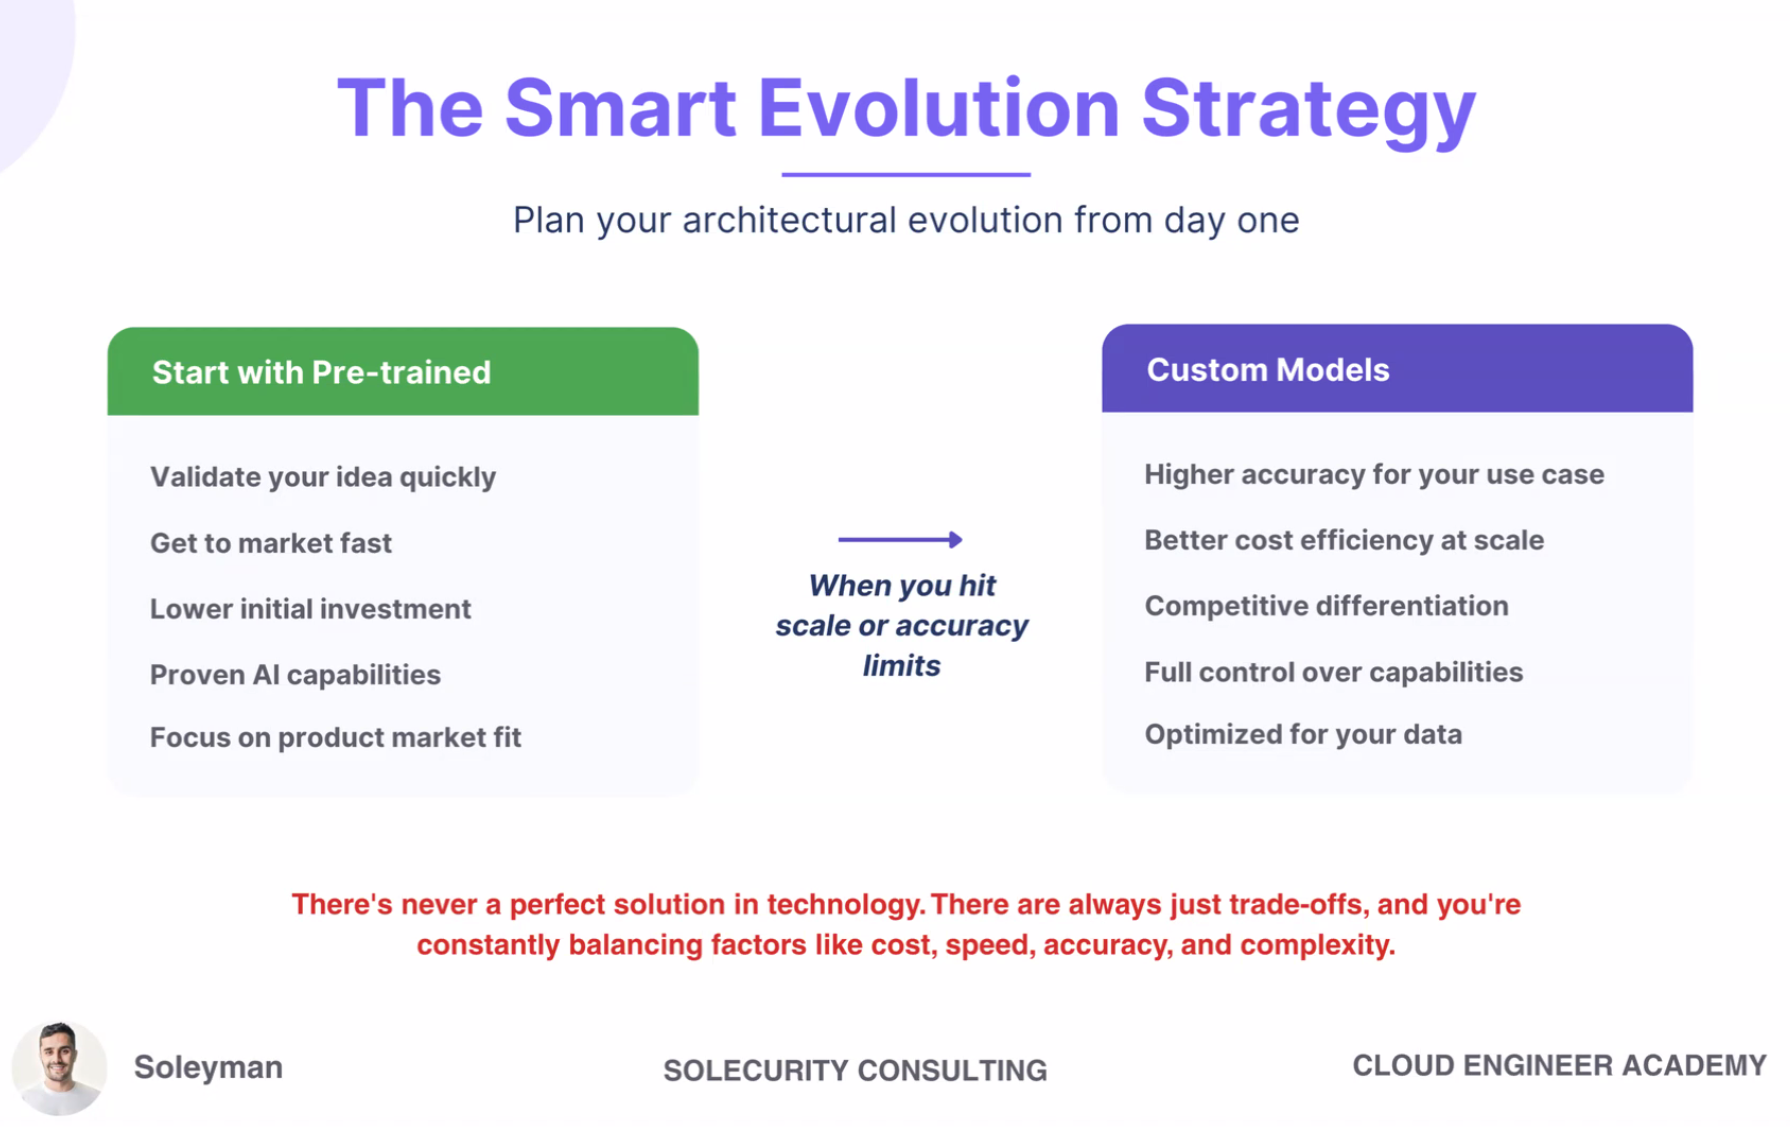 The Smart Evolution Strategy
Plan your architectural evolution from day one
Start with Pre-trained
Validate your idea quickly
Get to market fast
Lower initial investment
Proven AI capabilities
Focus on product market fit
When you hit
scale or accuracy
limits
Custom Models
Higher accuracy for your use case
Better cost efficiency at scale
Competitive differentiation
Full control over capabilities
Optimized for your data
There's never a perfect solution in technology. There are always just trade-offs, and you're
constantly balancing factors like cost, speed, accuracy, and complexity.
Soleyman
SOLECURITY CONSULTING
CLOUD ENGINEER ACADEMY